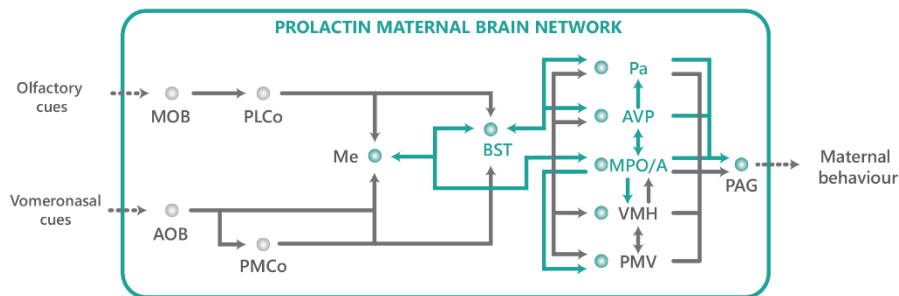 PROLACTIN MATERNAL BRAIN NETWORK
Olfactory
cues
MOB
PLCo
Me
BST
Pa
AVP
MPO/A
VMH
PMV
PAG
Maternal
behaviour
Vomeronasal
cues
AOB
PMCo